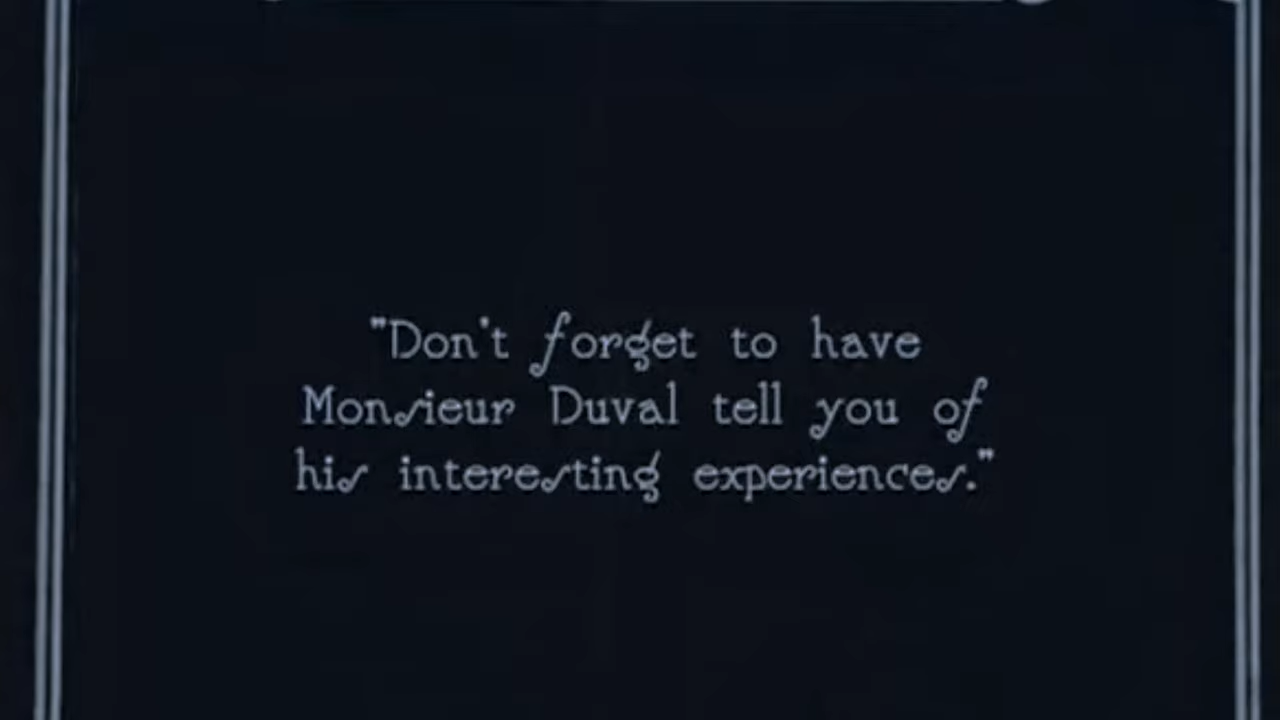 "Don't forget to have
Monsieur Duval tell you of
his interesting experiences."